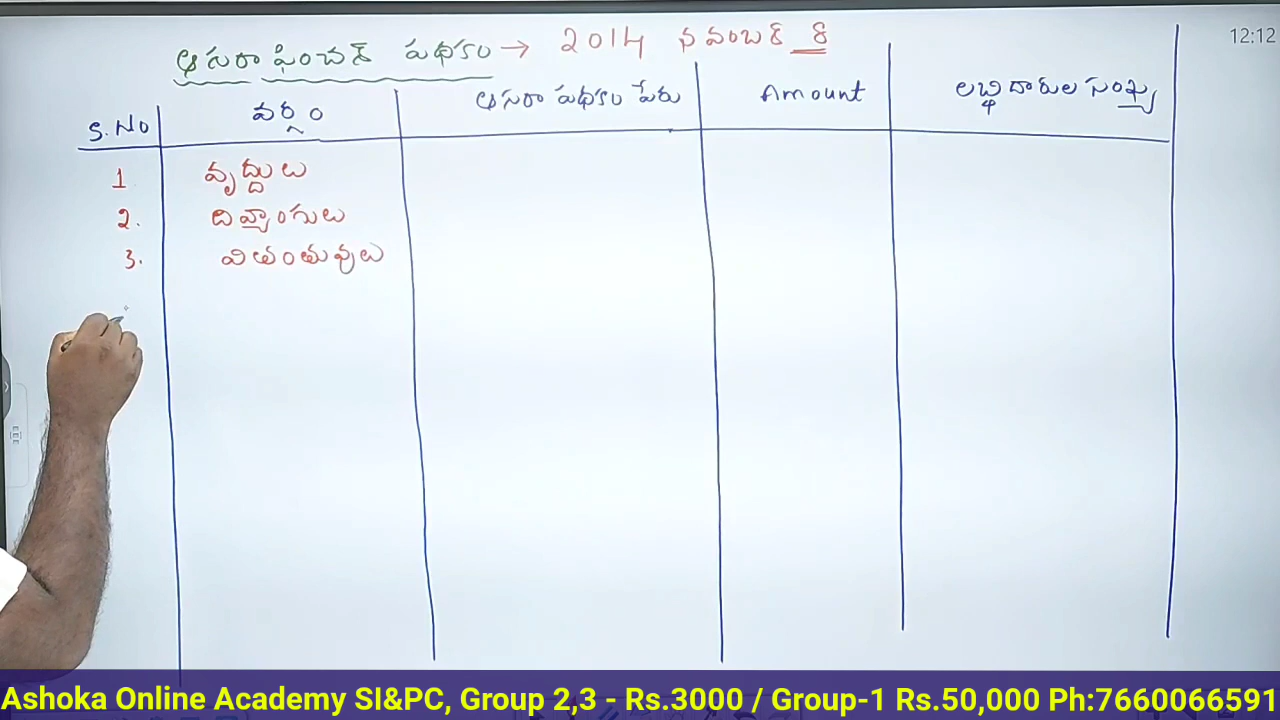 ఆసరా ఫించన్ పథకం → 2014 నవంబర్ 8
12:12
S.No వర్గం ఆసరా పథకం పేరు Amount లబ్ధిదారుల సంఖ్య
1 వృద్దులు
2. దివ్యాంగులు
3. వితంతువులు
Ashoka Online Academy SI&PC, Group 2,3 - Rs.3000 / Group-1 Rs.50,000 Ph:7660066591